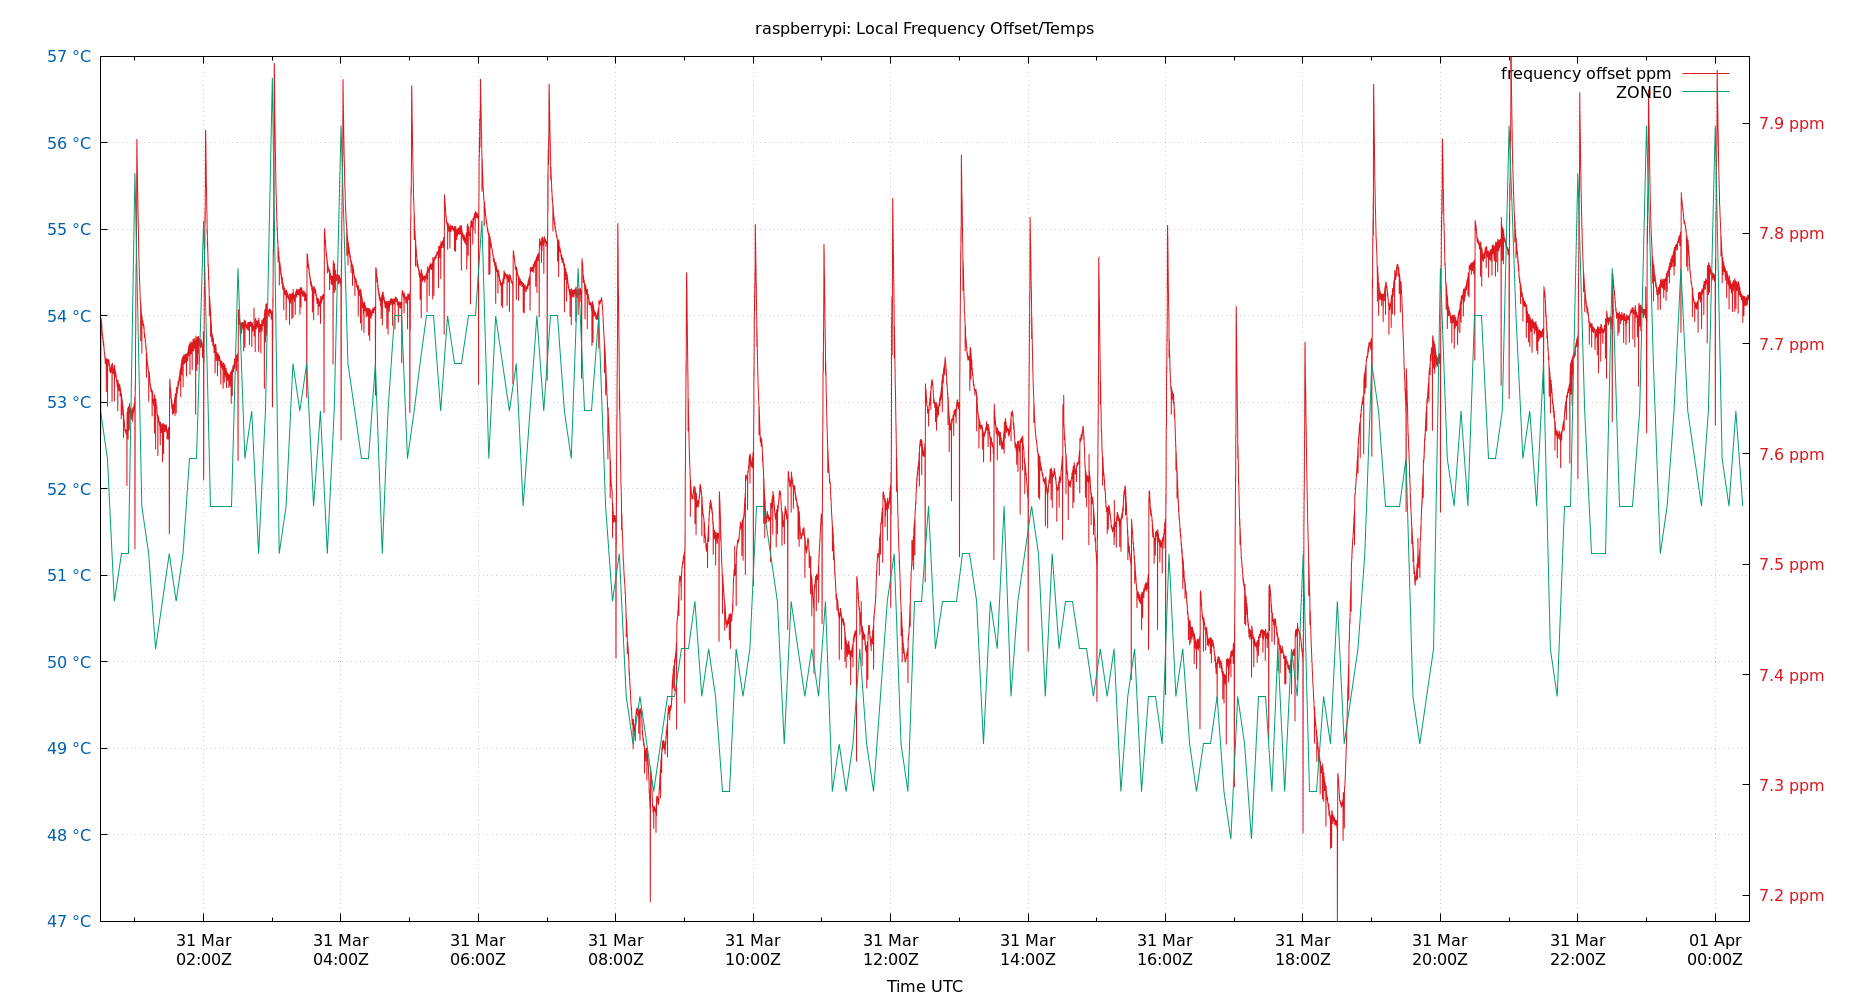 raspberrypi: Local Frequency Offset/Temps
57 °C
56 °C
55 °C
54 °C
53 °C
52 °C
51 °C
50 °C
49 °C
48 °C
47 °C
frequency offset ppm
ZONE0
7.9 ppm
7.8 ppm
7.7 ppm
7.6 ppm
7.5 ppm
7.4 ppm
7.3 ppm
7.2 ppm
31 Mar
02:00Z
31 Mar
04:00Z
31 Mar
06:00Z
31 Mar
08:00Z
31 Mar
10:00Z
31 Mar
12:00Z
31 Mar
14:00Z
31 Mar
16:00Z
31 Mar
18:00Z
31 Mar
20:00Z
31 Mar
22:00Z
01 Apr
00:00Z
Time UTC